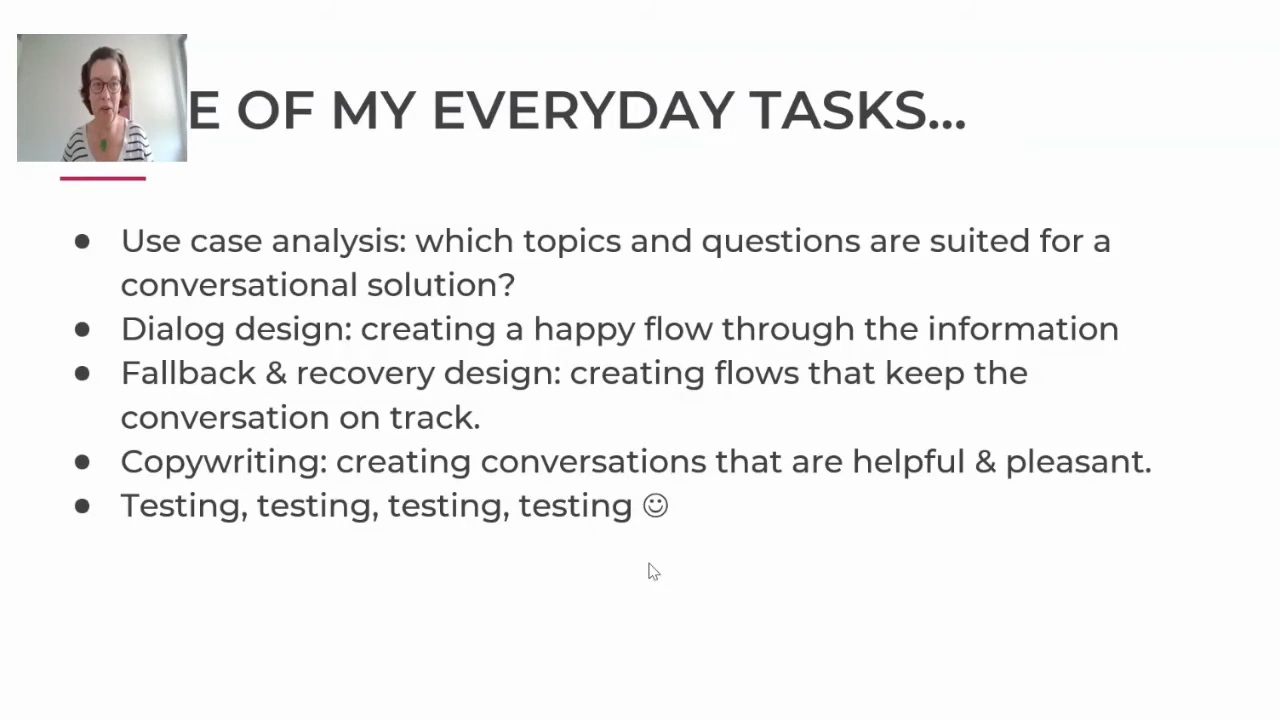 E OF MY EVERYDAY TASKS...
● Use case analysis: which topics and questions are suited for a
conversational solution?
● Dialog design: creating a happy flow through the information
● Fallback & recovery design: creating flows that keep the
conversation on track.
● Copywriting: creating conversations that are helpful & pleasant.
● Testing, testing, testing, testing ☺